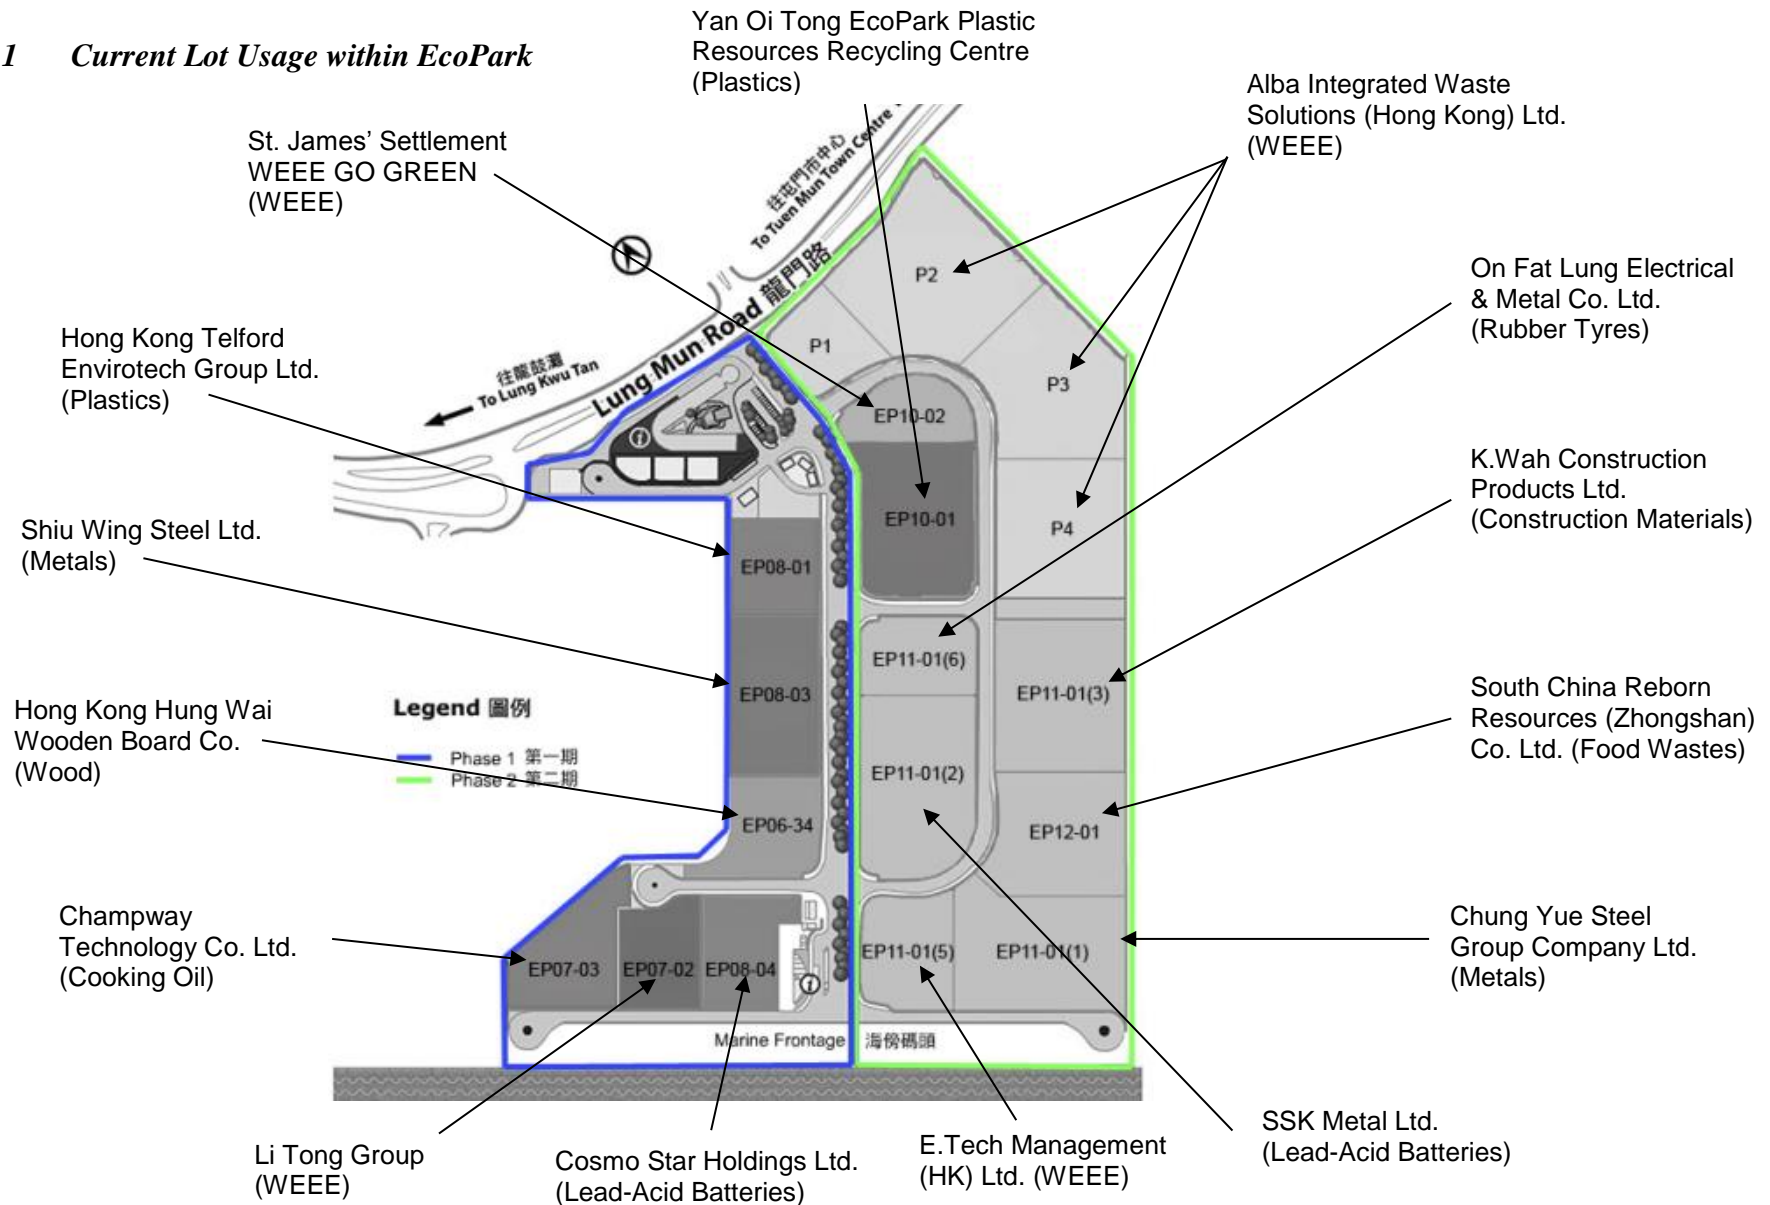 1 Current Lot Usage within EcoPark
Yan Oi Tong EcoPark Plastic
Resources Recycling Centre
(Plastics)
Alba Integrated Waste
Solutions (Hong Kong) Ltd.
(WEEE)
St. James’ Settlement
WEEE GO GREEN
(WEEE)
往屯門市中心
To Tuen Mun Town Centre
Lung Mun Road 龍門路
往龍鼓灘
To Lung Kwu Tan
On Fat Lung Electrical
& Metal Co. Ltd.
(Rubber Tyres)
Hong Kong Telford
Envirotech Group Ltd.
(Plastics)
K.Wah Construction
Products Ltd.
(Construction Materials)
Shiu Wing Steel Ltd.
(Metals)
South China Reborn
Resources (Zhongshan)
Co. Ltd. (Food Wastes)
Hong Kong Hung Wai
Wooden Board Co.
(Wood)
Legend 圖例
Phase 1 第一期
Phase 2 第二期
Champway
Technology Co. Ltd.
(Cooking Oil)
Chung Yue Steel
Group Company Ltd.
(Metals)
P2
P1
P3
EP10-02
EP10-01
P4
EP08-01
EP11-01(6)
EP08-03
EP11-01(3)
EP11-01(2)
EP06-34
EP12-01
EP07-03
EP07-02
EP08-04
EP11-01(5)
EP11-01(1)
i
i
Marine Frontage 海傍碼頭
Li Tong Group
(WEEE)
Cosmo Star Holdings Ltd.
(Lead-Acid Batteries)
E.Tech Management
(HK) Ltd. (WEEE)
SSK Metal Ltd.
(Lead-Acid Batteries)